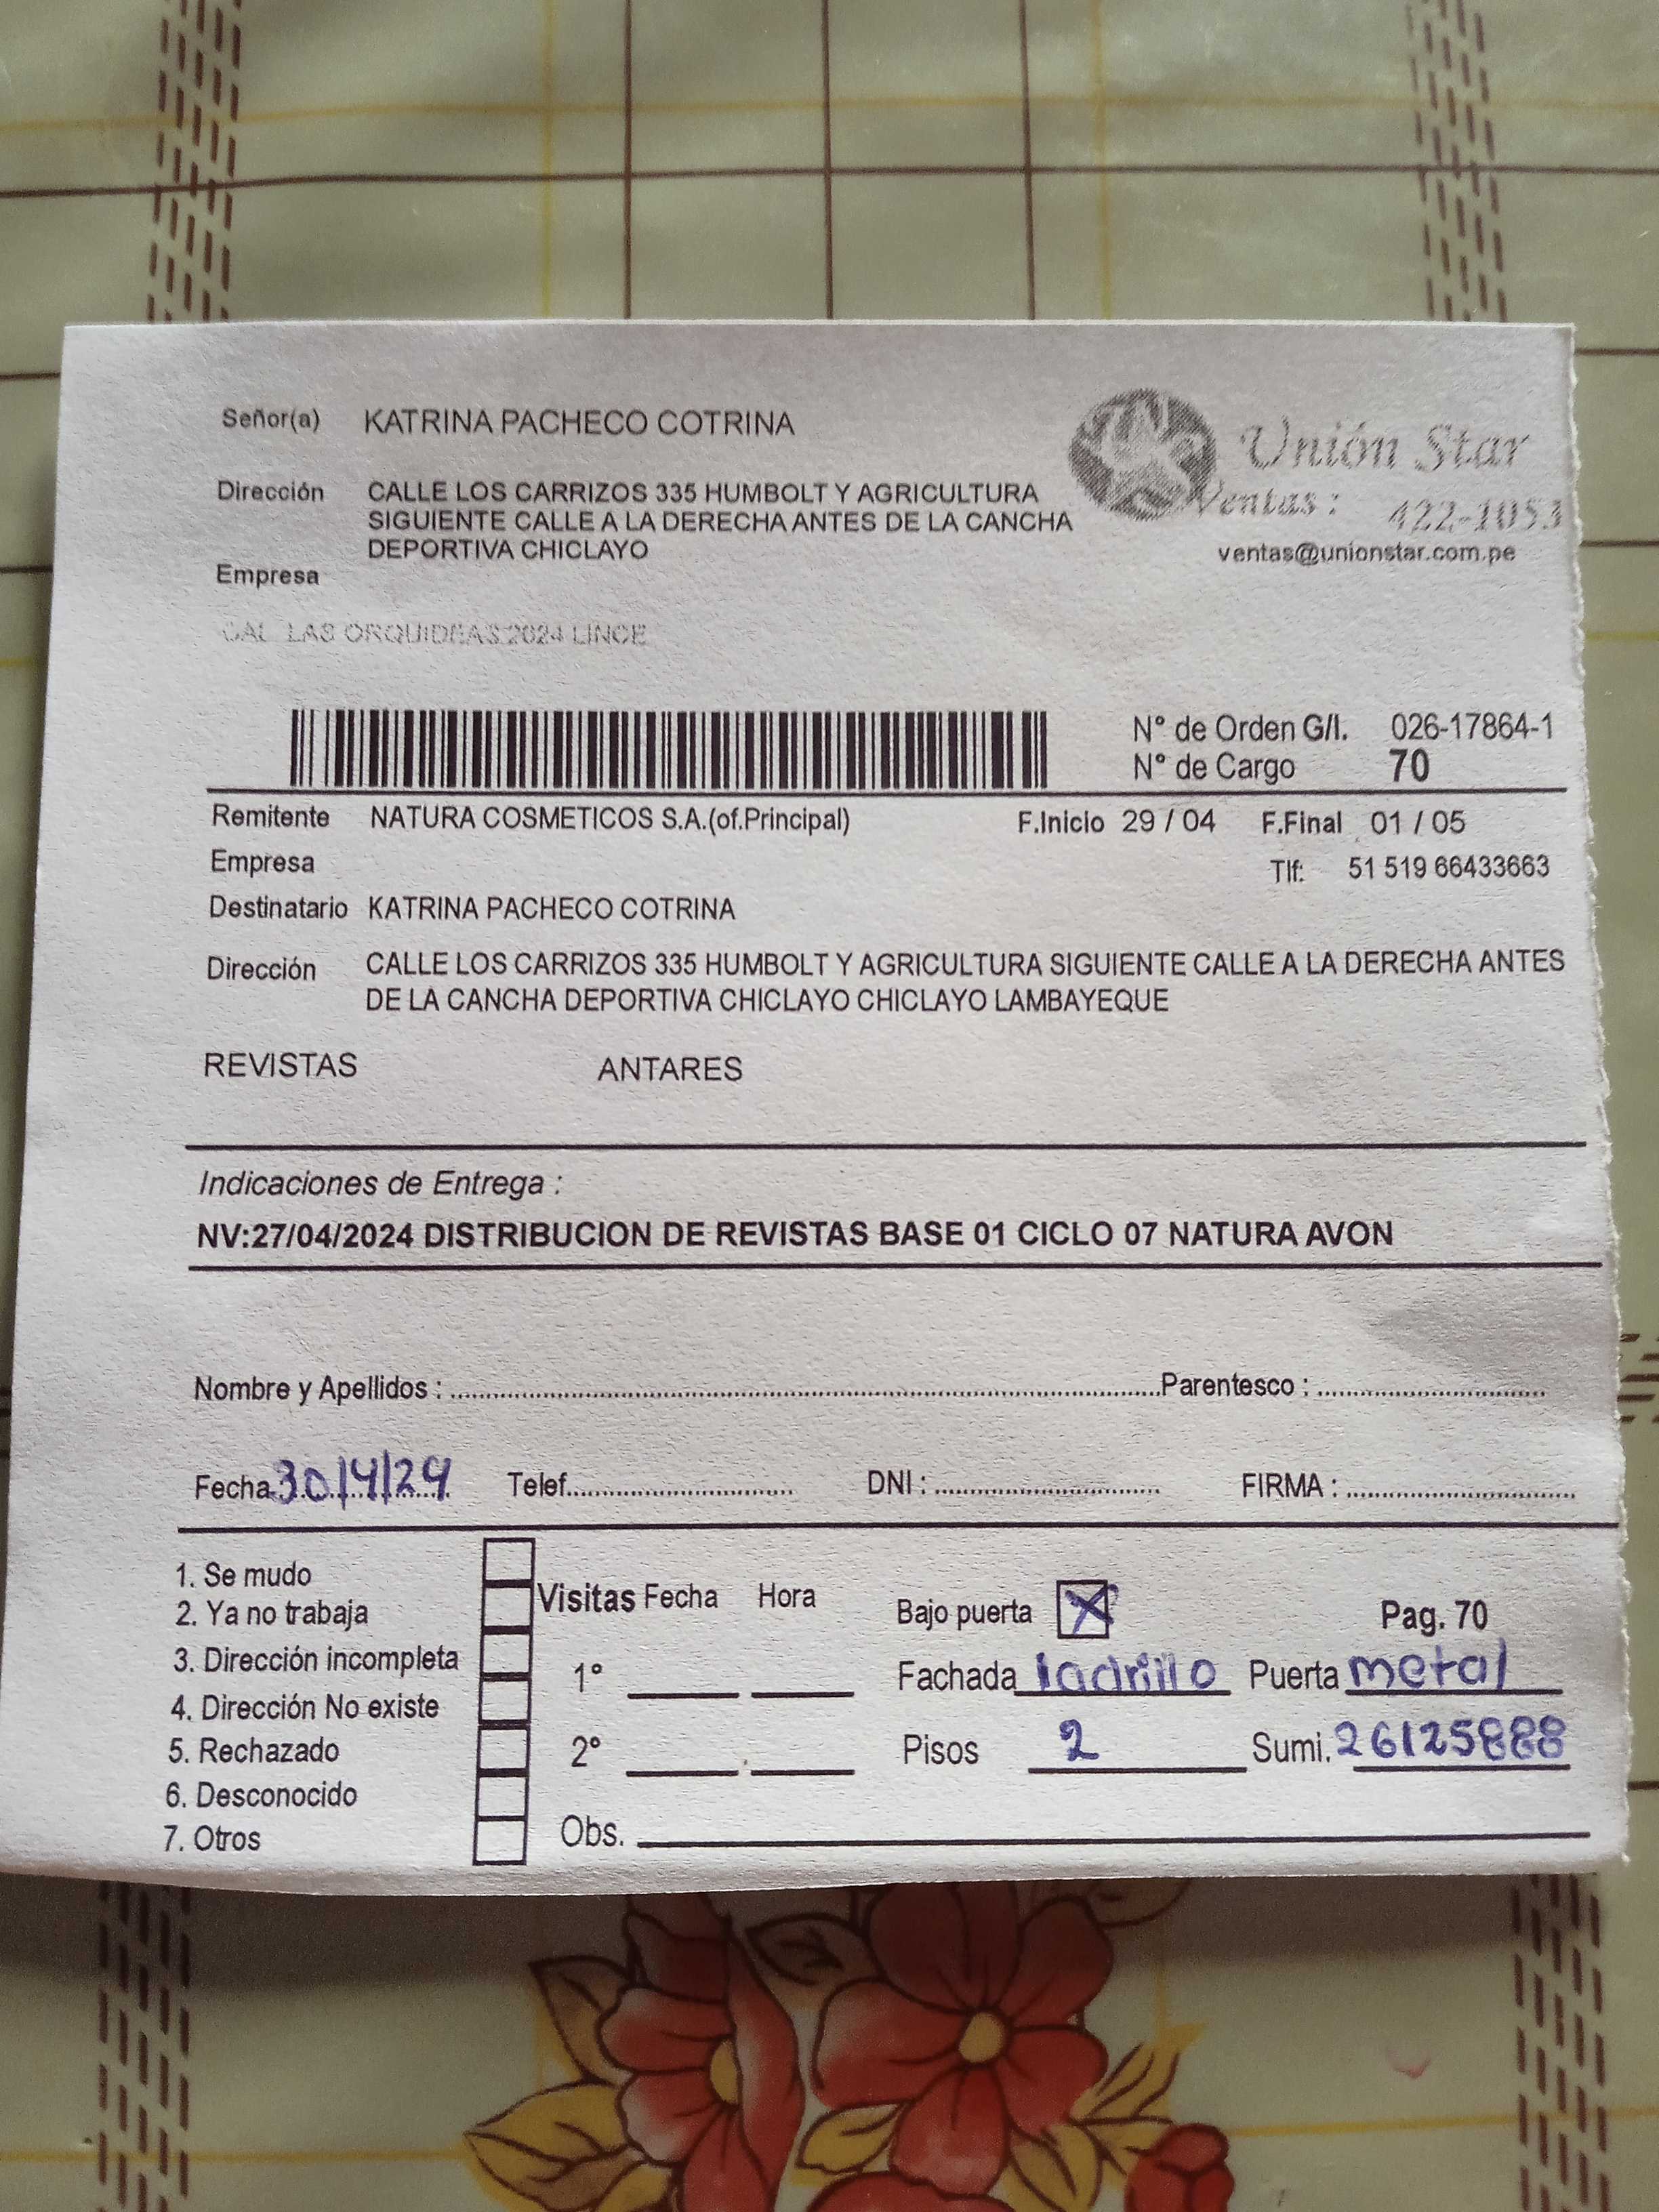 Señor(a) KATRINA PACHECO COTRINA
Unión Star
Ventas : 422-1053
ventas@unionstar.com.pe
Dirección CALLE LOS CARRIZOS 335 HUMBOLT Y AGRICULTURA
SIGUIENTE CALLE A LA DERECHA ANTES DE LA CANCHA
DEPORTIVA CHICLAYO
Empresa
CAL LAS ORQUIDEAS 2024 LINCE
N° de Orden G/I. 026-17864-1
N° de Cargo 70
Remitente NATURA COSMETICOS S.A.(of.Principal) F.Inicio 29 / 04 F.Final 01 / 05
Empresa Tlf: 51 519 66433663
Destinatario KATRINA PACHECO COTRINA
Dirección CALLE LOS CARRIZOS 335 HUMBOLT Y AGRICULTURA SIGUIENTE CALLE A LA DERECHA ANTES
DE LA CANCHA DEPORTIVA CHICLAYO CHICLAYO LAMBAYEQUE
REVISTAS ANTARES
Indicaciones de Entrega :
NV:27/04/2024 DISTRIBUCION DE REVISTAS BASE 01 CICLO 07 NATURA AVON
Nombre y Apellidos : Parentesco :
Fecha 30/4/24 Telef. DNI : FIRMA :
1. Se mudo
2. Ya no trabaja
3. Dirección incompleta
4. Dirección No existe
5. Rechazado
6. Desconocido
7. Otros
Visitas Fecha Hora
1°
2°
Obs.
Bajo puerta X Pag. 70
Fachada ladrillo Puerta metal
Pisos 2 Sumi. 26125888